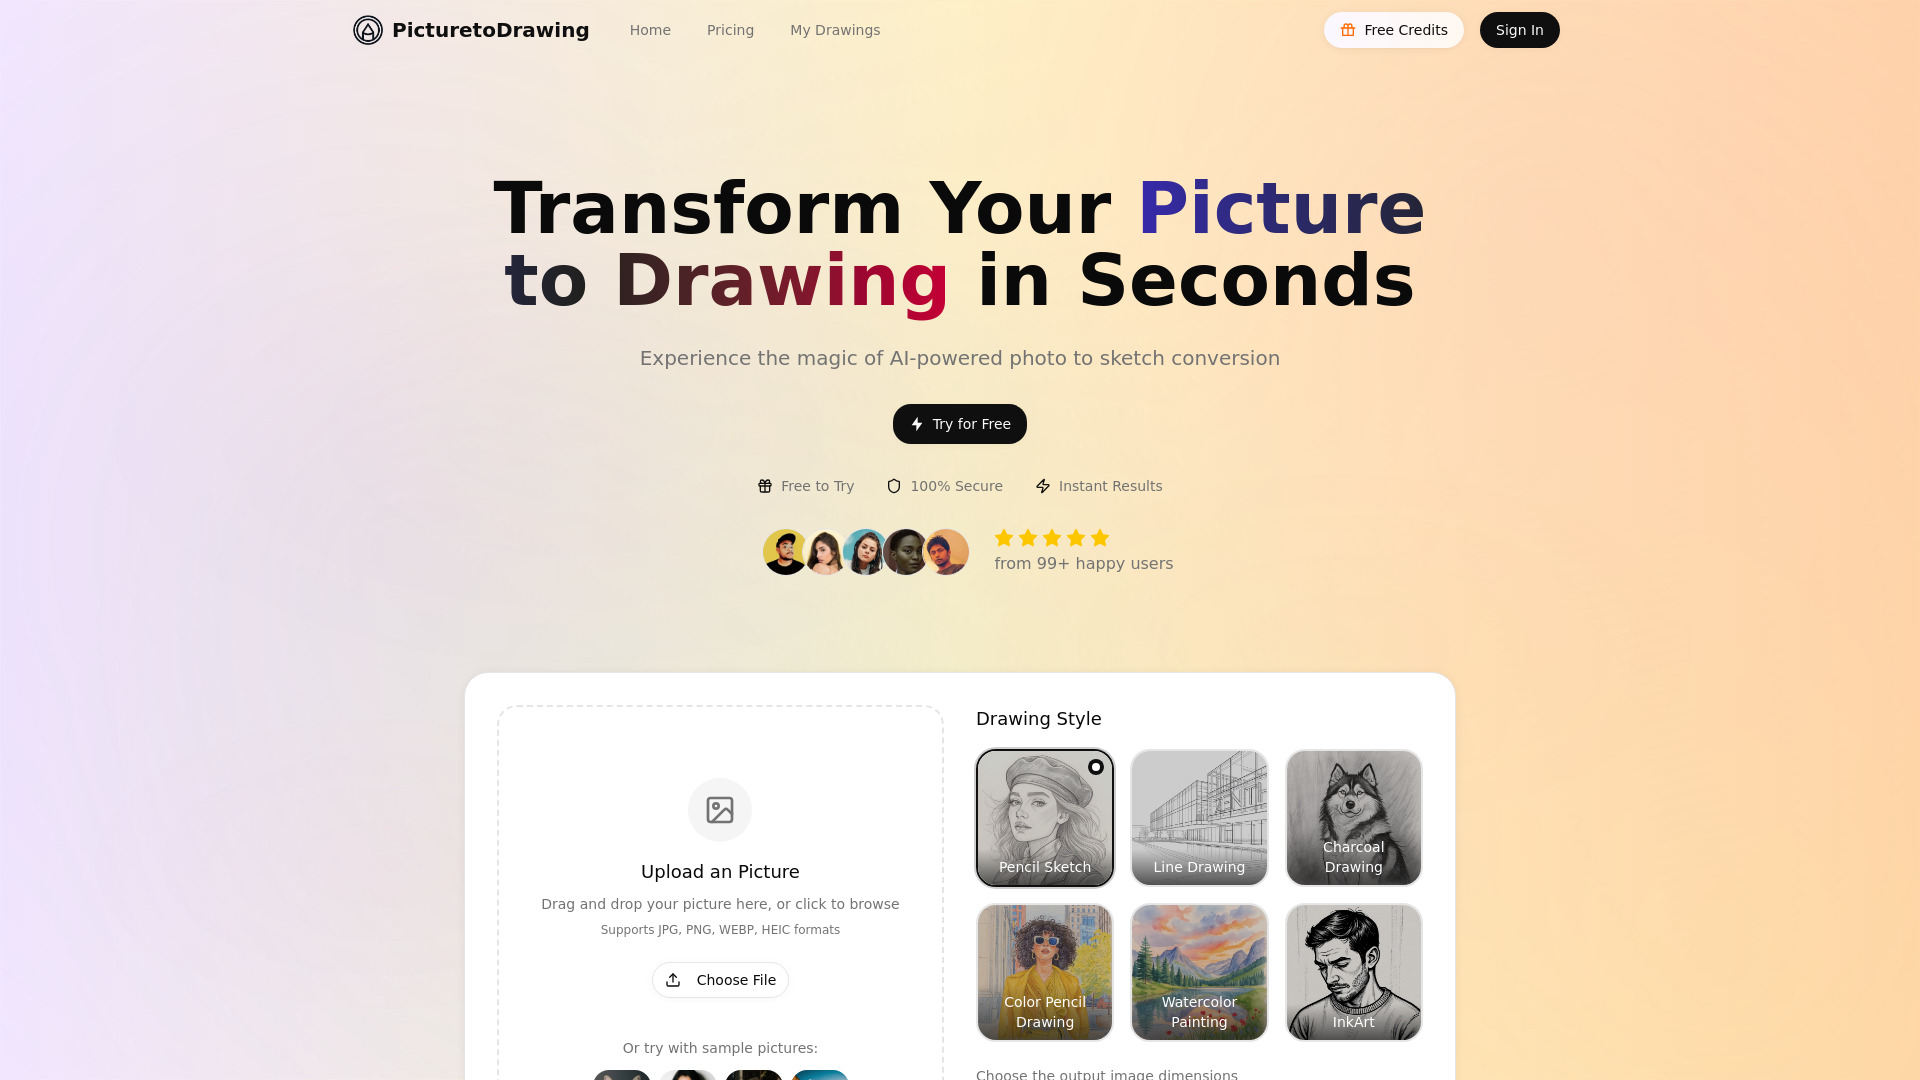 PicturetoDrawing
Home
Pricing
My Drawings
Free Credits
Sign In
Transform Your Picture
to Drawing in Seconds
Experience the magic of AI-powered photo to sketch conversion
Try for Free
Free to Try
100% Secure
Instant Results
from 99+ happy users
Upload an Picture
Drag and drop your picture here, or click to browse
Supports JPG, PNG, WEBP, HEIC formats
Choose File
Or try with sample pictures:
Drawing Style
Pencil Sketch
Line Drawing
Charcoal
Drawing
Color Pencil
Drawing
Watercolor
Painting
InkArt
Choose the output image dimensions